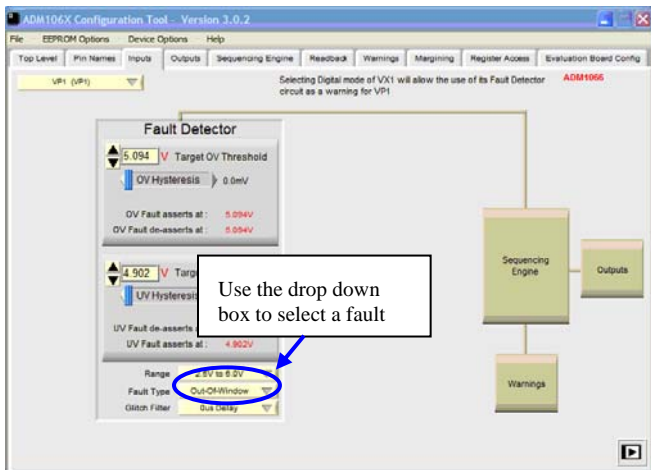 ADM106X Configuration Tool - Version 3.0.2
File EEPROM Options Device Options Help
Top Level Pin Names Inputs Outputs Sequencing Engine Readback Warnings Margining Register Access Evaluation Board Config
VP1 (VP1)
Selecting Digital mode of VX1 will allow the use of its Fault Detector
circuit as a warning for VP1
ADM1066
Fault Detector
5.094 V Target OV Threshold
OV Hysteresis 0.0mV
OV Fault asserts at : 5.094V
OV Fault de-asserts at : 5.094V
4.902 V
UV Hysteresis
UV Fault de-asserts
UV Fault asserts at : 4.902V
Use the drop down
box to select a fault
Range 2.5V to 6.0V
Fault Type Out-Of-Window
Glitch Filter 0us Delay
Sequencing
Engine
Outputs
Warnings